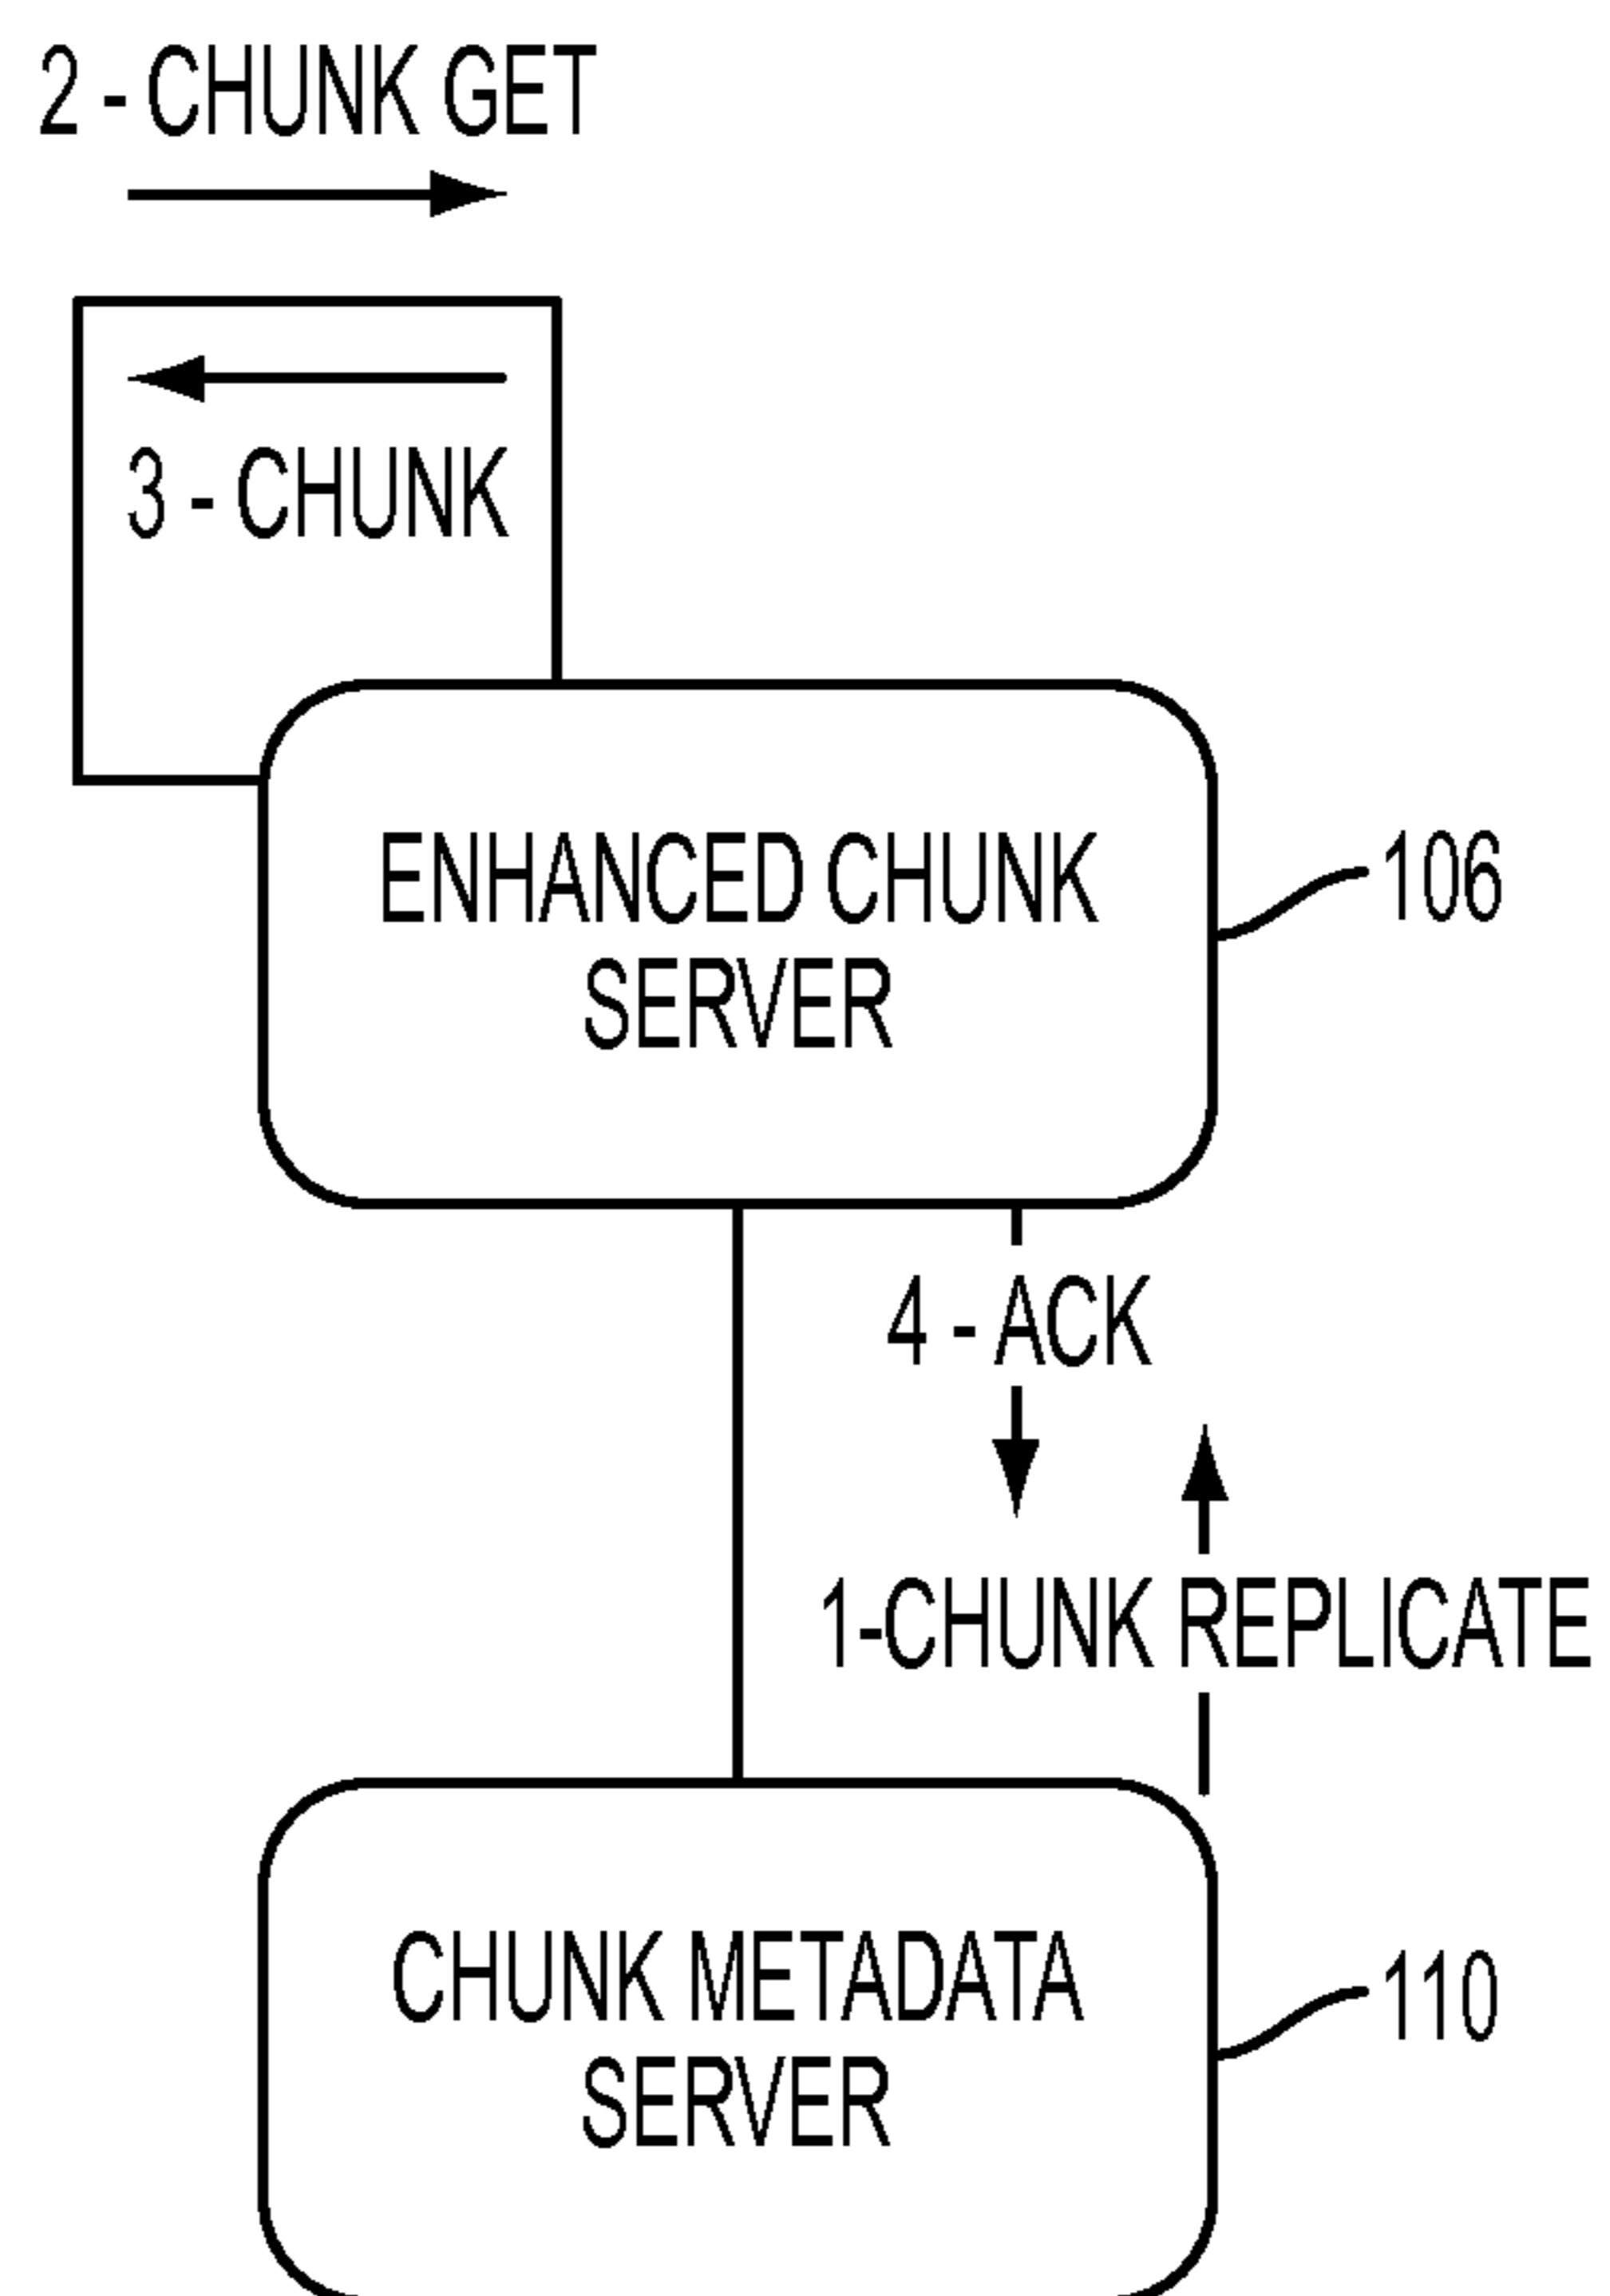 2 - CHUNK GET
3 - CHUNK
ENHANCED CHUNK
SERVER
106
4 - ACK
1-CHUNK REPLICATE
CHUNK METADATA
SERVER
110